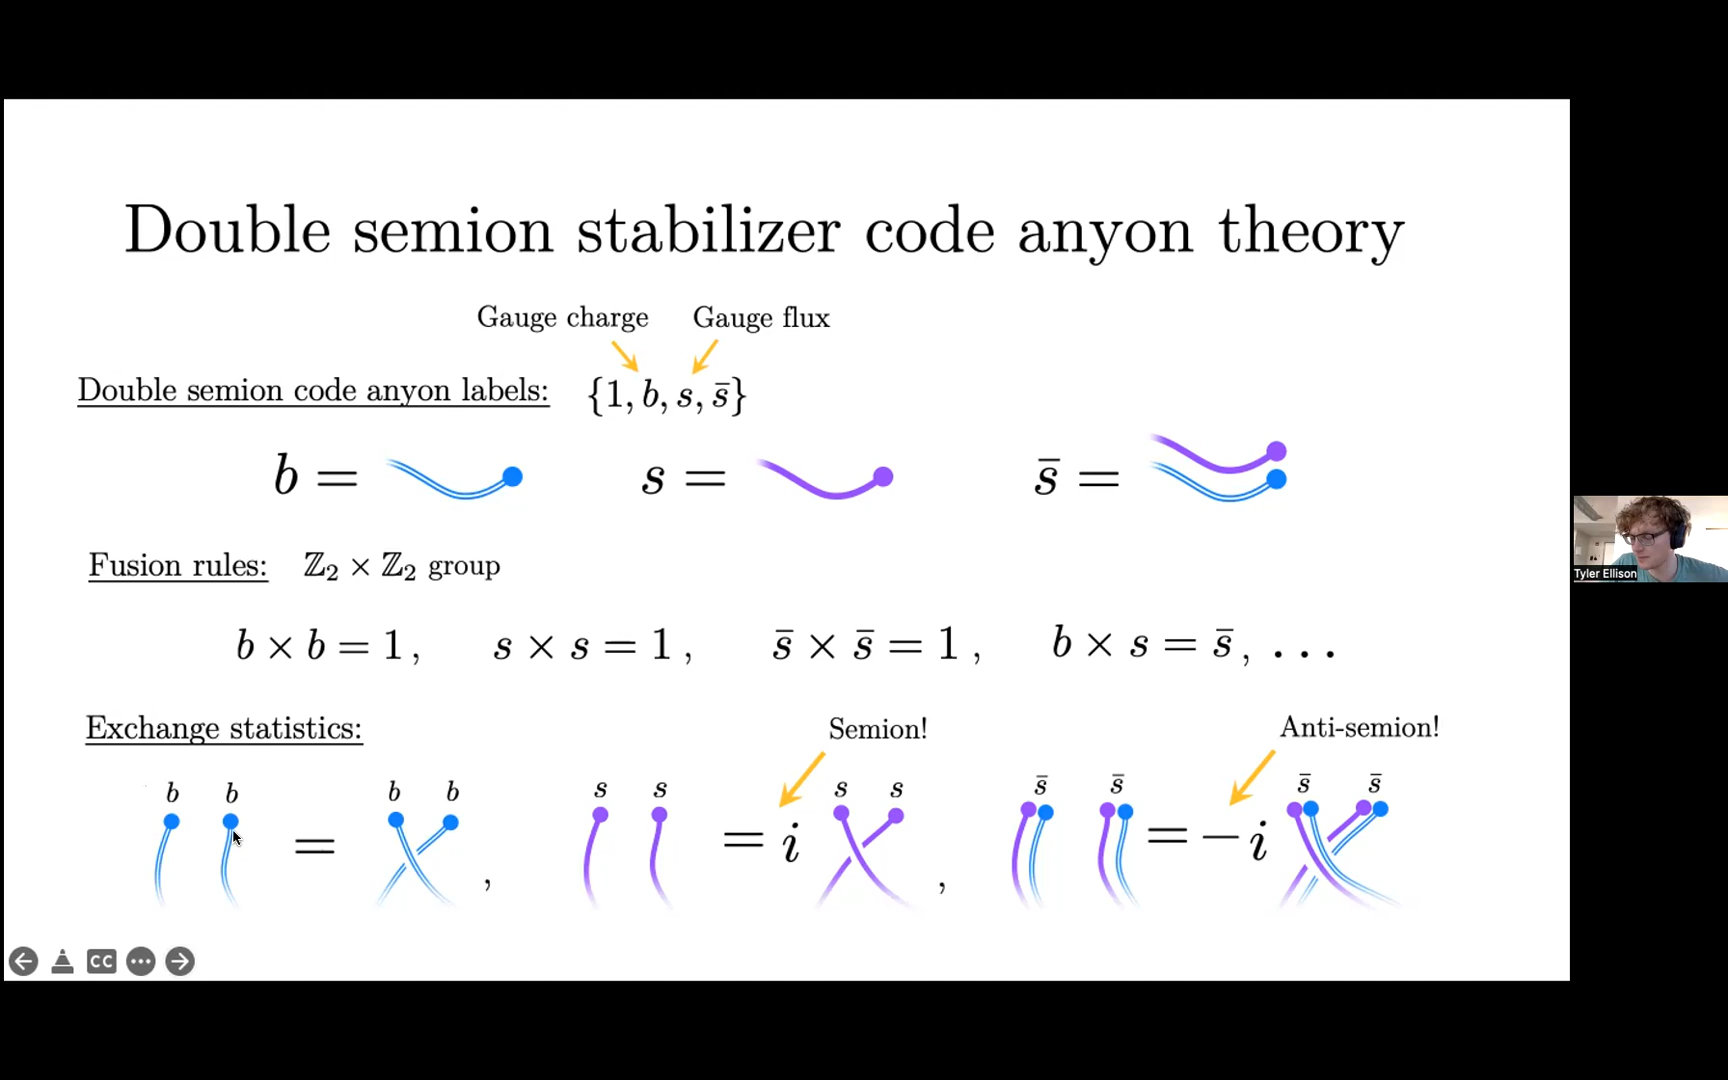 Double semion stabilizer code anyon theory
Gauge charge Gauge flux
Double semion code anyon labels: {1, b, s, s̄}
b = s = s̄ =
Fusion rules: ℤ₂ × ℤ₂ group
b × b = 1, s × s = 1, s̄ × s̄ = 1, b × s = s̄, ...
Exchange statistics:
Semion! Anti-semion!
b b b b s s s s s̄ s̄ s̄ s̄
= , = i , = −i
CC
Tyler Ellison